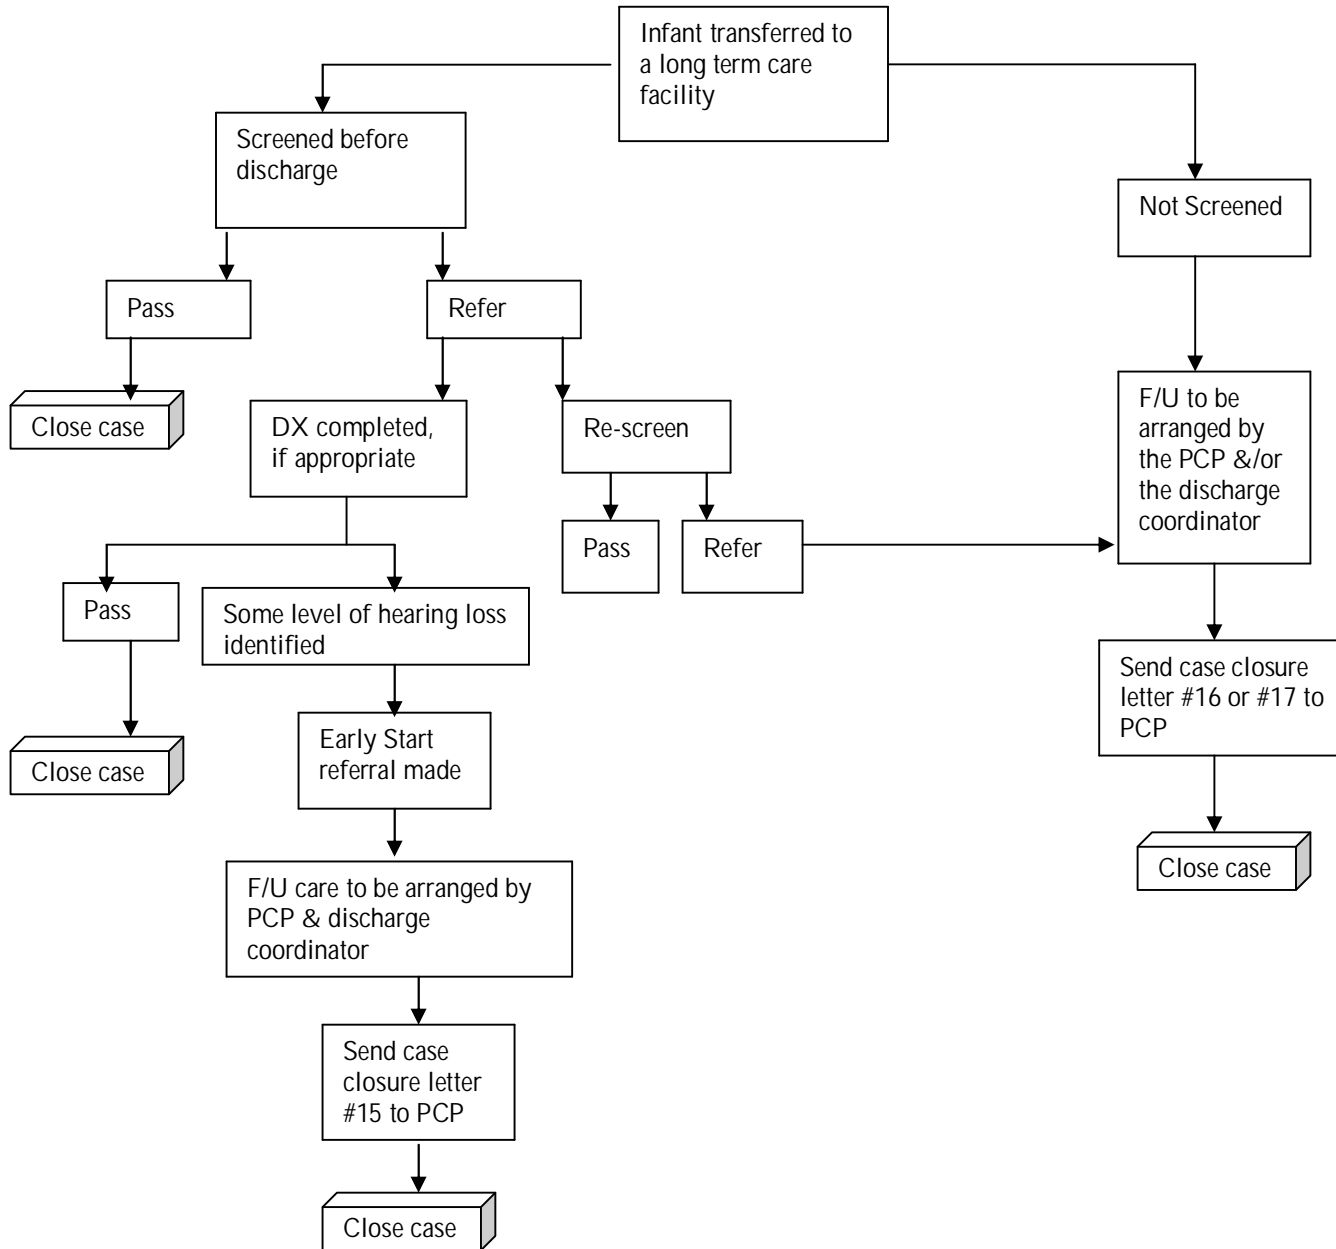 Infant transferred to
a long term care
facility
Screened before
discharge
Not Screened
Pass
Refer
Close case
DX completed,
if appropriate
Re-screen
F/U to be
arranged by
the PCP &/or
the discharge
coordinator
Pass
Refer
Pass
Some level of hearing loss
identified
Send case closure
letter #16 or #17 to
PCP
Early Start
referral made
Close case
Close case
F/U care to be arranged by
PCP & discharge
coordinator
Send case
closure letter
#15 to PCP
Close case